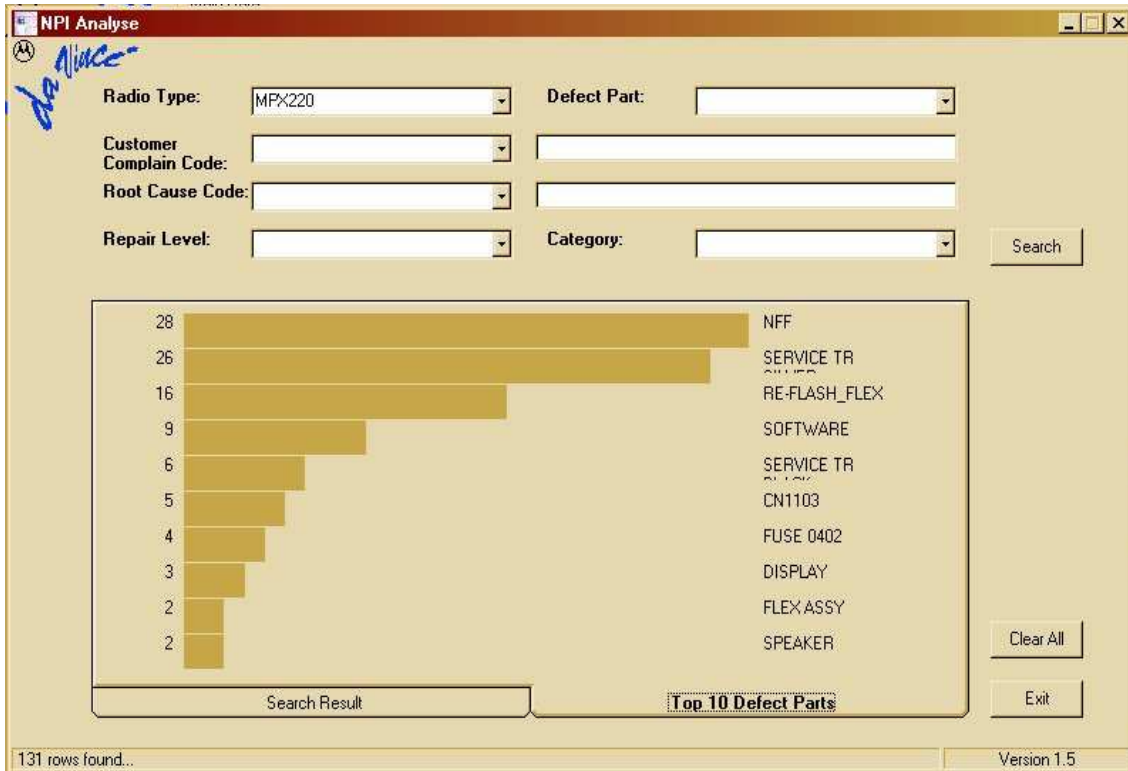 NPI Analyse
da Vinci
Radio Type: MPX220 Defect Part:
Customer
Complain Code:
Root Cause Code:
Repair Level: Category: Search
28 NFF
26 SERVICE TR
16 RE-FLASH_FLEX
9 SOFTWARE
6 SERVICE TR
5 CN1103
4 FUSE 0402
3 DISPLAY
2 FLEX ASSY
2 SPEAKER
Clear All
Search Result Top 10 Defect Parts Exit
131 rows found... Version 1.5